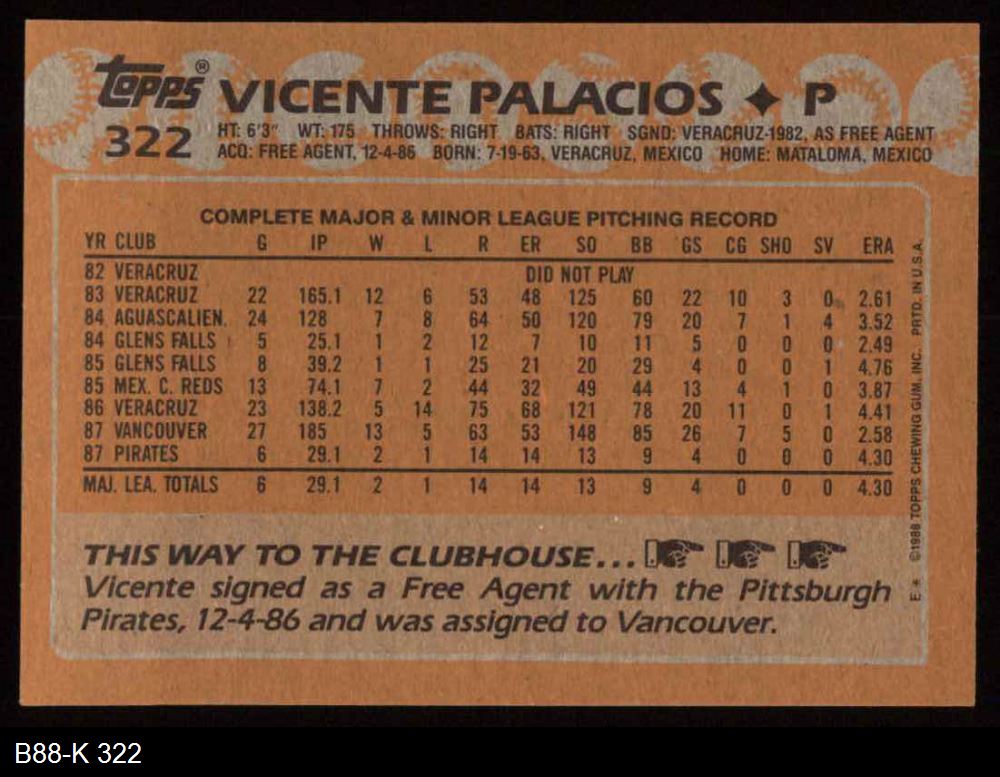 Topps® VICENTE PALACIOS ✦ P
322 HT: 6'3" WT: 175 THROWS: RIGHT BATS: RIGHT SGND: VERACRUZ-1982, AS FREE AGENT
ACQ: FREE AGENT, 12-4-86 BORN: 7-19-63, VERACRUZ, MEXICO HOME: MATALOMA, MEXICO
COMPLETE MAJOR & MINOR LEAGUE PITCHING RECORD
YR CLUB G IP W L R ER SO BB GS CG SHO SV ERA
82 VERACRUZ DID NOT PLAY
83 VERACRUZ 22 165.1 12 6 53 48 125 60 22 10 3 0 2.61
84 AGUASCALIEN. 24 128 7 8 64 50 120 79 20 7 1 4 3.52
84 GLENS FALLS 5 25.1 1 2 12 7 10 11 5 0 0 0 2.49
85 GLENS FALLS 8 39.2 1 1 25 21 20 29 4 0 0 1 4.76
85 MEX. C. REDS 13 74.1 7 2 44 32 49 44 13 4 1 0 3.87
86 VERACRUZ 23 138.2 5 14 75 68 121 78 20 11 0 1 4.41
87 VANCOUVER 27 185 13 5 63 53 148 85 26 7 5 0 2.58
87 PIRATES 6 29.1 2 1 14 14 13 9 4 0 0 0 4.30
MAJ. LEA. TOTALS 6 29.1 2 1 14 14 13 9 4 0 0 0 4.30
THIS WAY TO THE CLUBHOUSE...
Vicente signed as a Free Agent with the Pittsburgh
Pirates, 12-4-86 and was assigned to Vancouver.
E.* ©1988 TOPPS CHEWING GUM, INC. PRTD. IN U.S.A.
B88-K 322